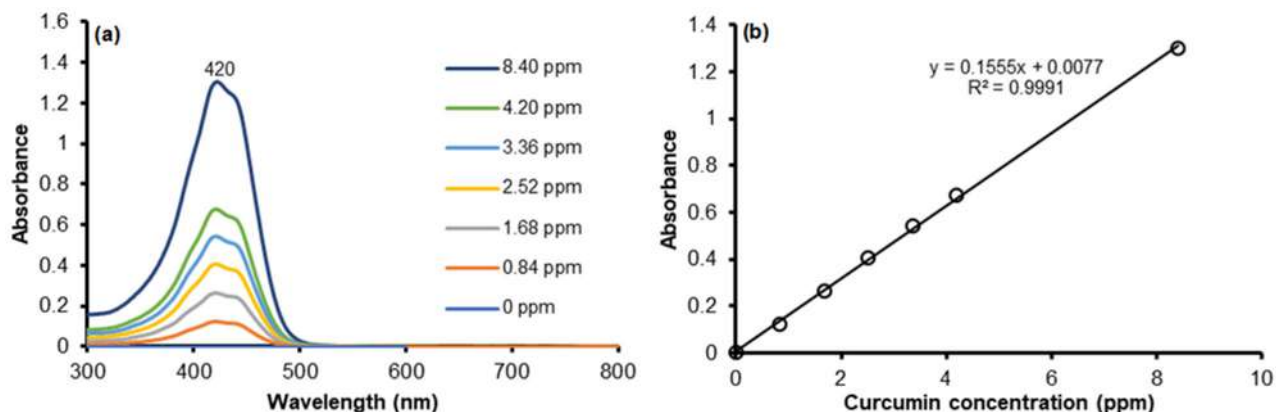 (a)
1.6
1.4
1.2
1
0.8
0.6
0.4
0.2
0
Absorbance
420
8.40 ppm
4.20 ppm
3.36 ppm
2.52 ppm
1.68 ppm
0.84 ppm
0 ppm
300 400 500 600 700 800
Wavelength (nm)
(b)
1.4
1.2
1
0.8
0.6
0.4
0.2
0
Absorbance
y = 0.1555x + 0.0077
R² = 0.9991
0 2 4 6 8 10
Curcumin concentration (ppm)